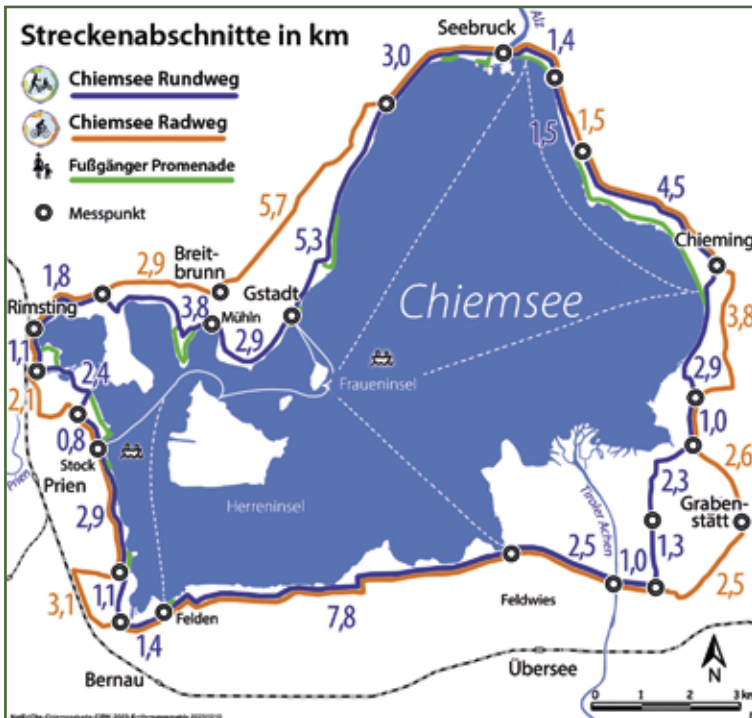 Streckenabschnitte in km
Chiemsee Rundweg
Chiemsee Radweg
Fußgänger Promenade
Messpunkt
Seebruck
Alz
3,0
1,4
1,5
1,5
5,7
4,5
Chieming
5,3
2,9
Breit-
brunn
1,8
Gstadt
Rimsting
3,8
Mühln
2,9
Chiemsee
3,8
1,1
2,4
Fraueninsel
2,9
2,1
1,0
0,8
Stock
2,6
Prien
Prien
2,3
Herreninsel
Tiroler Achen
Graben-
stätt
2,9
1,3
2,5
1,0
1,1
3,1
2,5
Felden
Feldwies
7,8
1,4
Bernau
Übersee
N
0 1 2 3 km